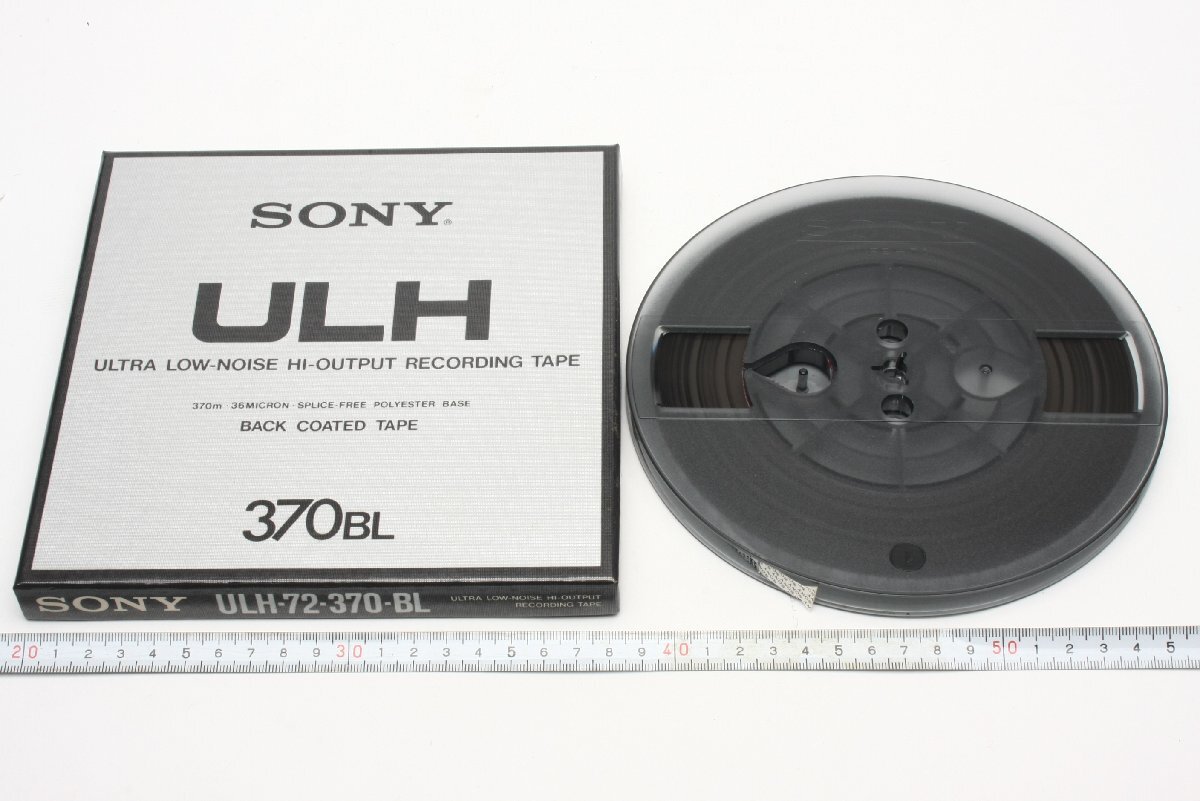 SONY®
ULH
ULTRA LOW-NOISE HI-OUTPUT RECORDING TAPE
370m · 36MICRON · SPLICE-FREE POLYESTER BASE
BACK COATED TAPE
370BL
SONY ULH-72-370-BL ULTRA LOW-NOISE HI-OUTPUT
RECORDING TAPE
SONY
20 1 2 3 4 5 6 7 8 9 30 1 2 3 4 5 6 7 8 9 40 1 2 3 4 5 6 7 8 9 50 1 2 3 4 5